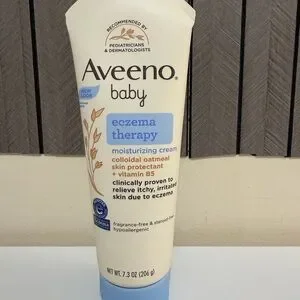 RECOMMENDED BY
PEDIATRICIANS
& DERMATOLOGISTS
Aveeno®
baby
eczema
therapy
moisturizing cream
colloidal oatmeal
skin protectant
+ vitamin B5
clinically proven to
relieve itchy, irritated
skin due to eczema
fragrance-free & steroid-free
hypoallergenic
NET WT. 7.3 OZ (206 g)